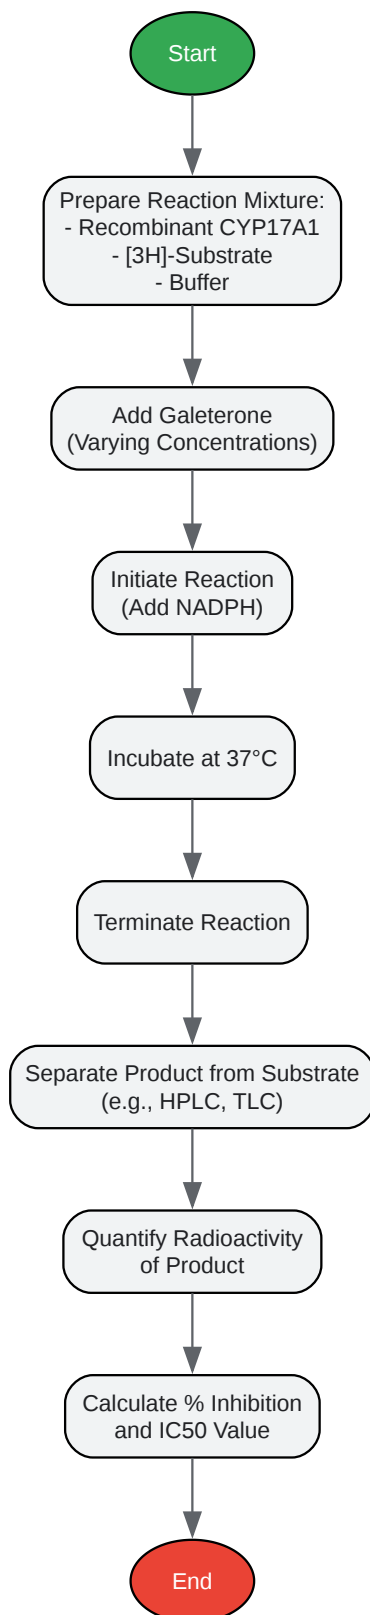 Start
Prepare Reaction Mixture:
- Recombinant CYP17A1
- [3H]-Substrate
- Buffer
Add Galeterone
(Varying Concentrations)
Initiate Reaction
(Add NADPH)
Incubate at 37°C
Terminate Reaction
Separate Product from Substrate
(e.g., HPLC, TLC)
Quantify Radioactivity
of Product
Calculate % Inhibition
and IC50 Value
End